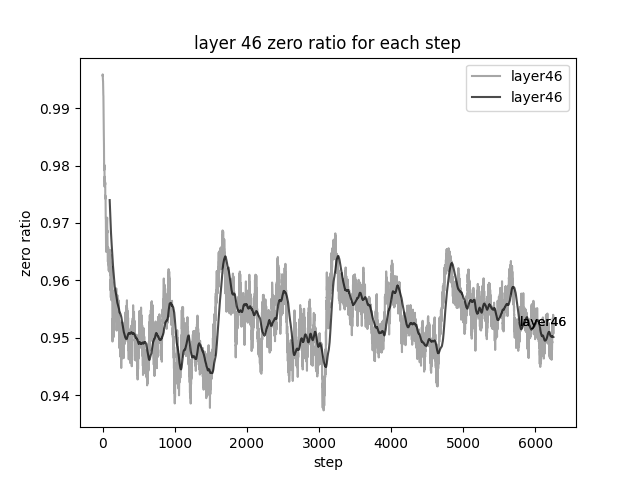 layer 46 zero ratio for each step
layer46
layer46
0.99
0.98
0.97
0.96
0.95
0.94
zero ratio
layer46
layer46
0
1000
2000
3000
4000
5000
6000
step